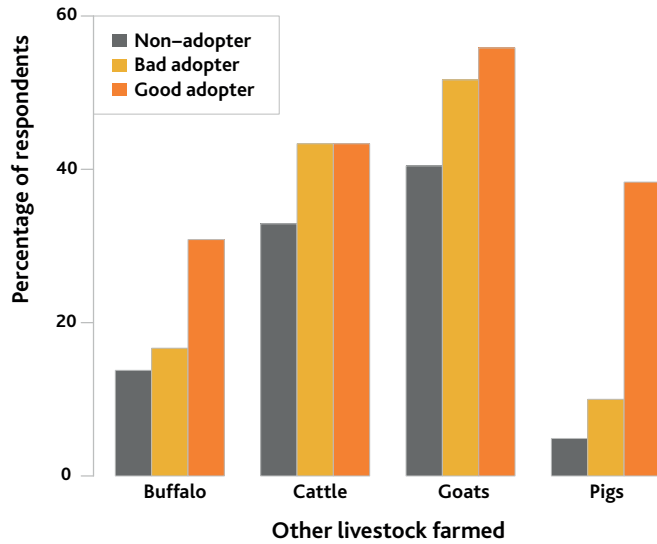 60
Non–adopter
Bad adopter
Good adopter
Percentage of respondents
40
20
0
Buffalo
Cattle
Goats
Pigs
Other livestock farmed